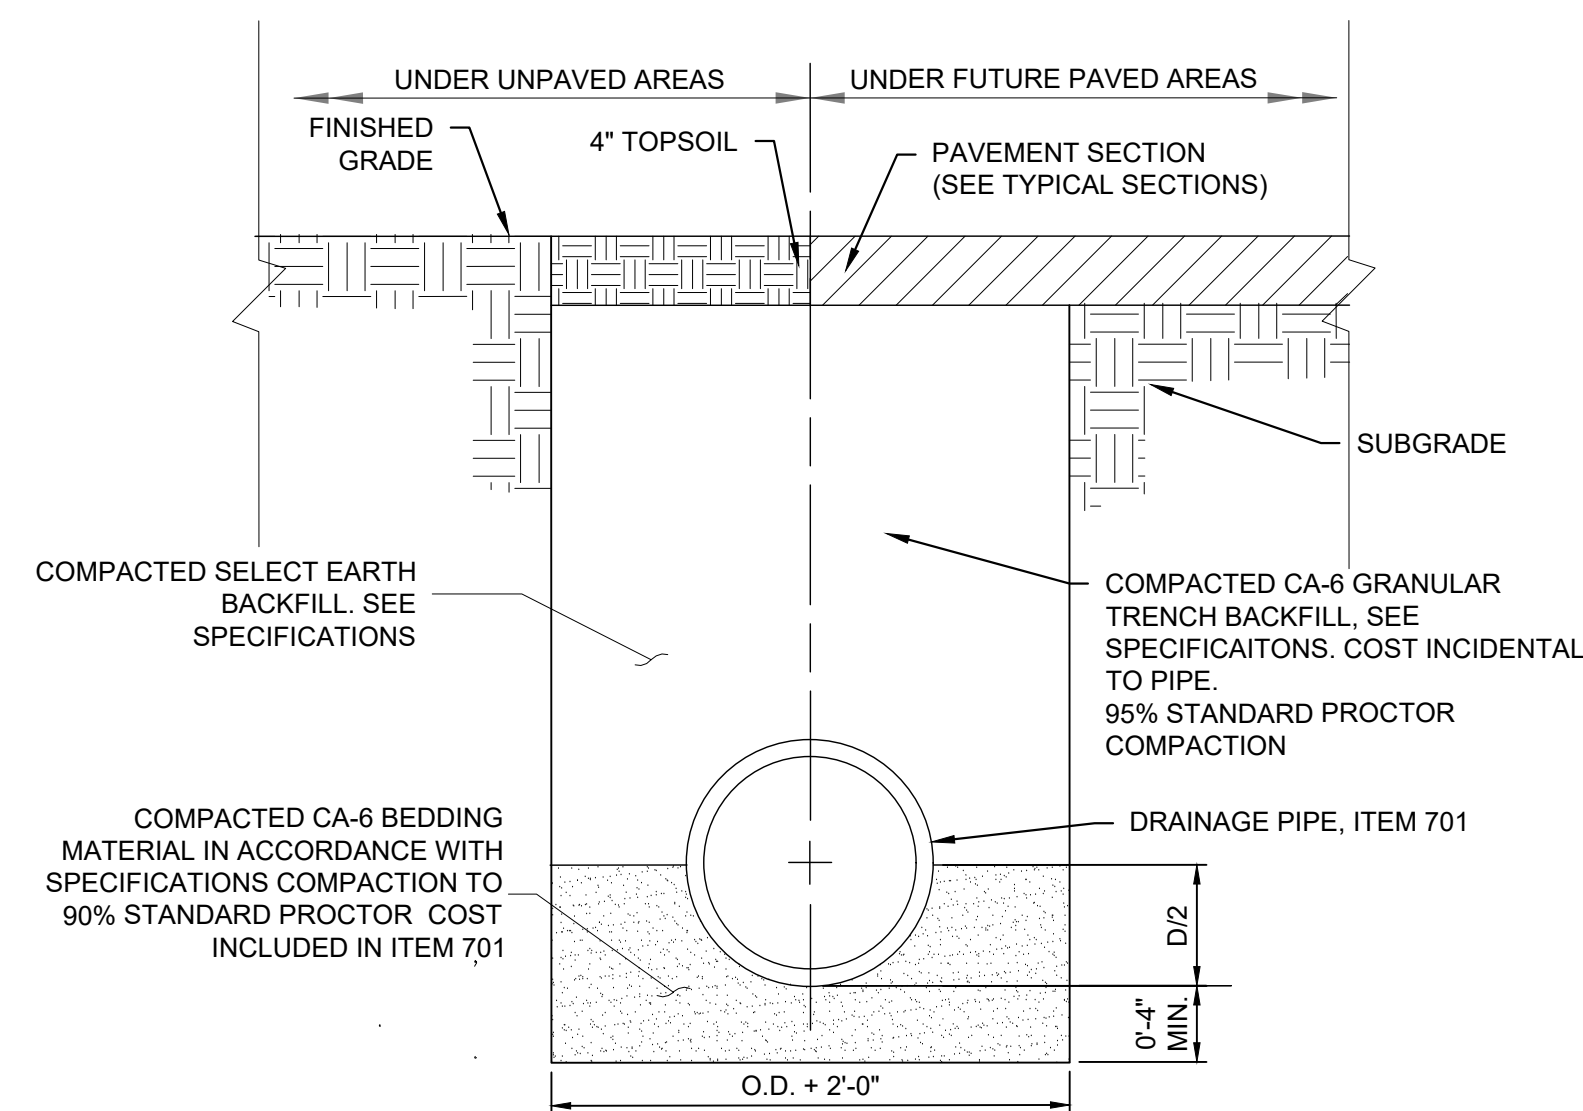 UNDER UNPAVED AREAS
UNDER FUTURE PAVED AREAS
FINISHED
GRADE
4" TOPSOIL
PAVEMENT SECTION
(SEE TYPICAL SECTIONS)
SUBGRADE
COMPACTED SELECT EARTH
BACKFILL. SEE
SPECIFICATIONS
COMPACTED CA-6 GRANULAR
TRENCH BACKFILL, SEE
SPECIFICAITONS. COST INCIDENTAL
TO PIPE.
95% STANDARD PROCTOR
COMPACTION
COMPACTED CA-6 BEDDING
MATERIAL IN ACCORDANCE WITH
SPECIFICATIONS COMPACTION TO
90% STANDARD PROCTOR COST
INCLUDED IN ITEM 701
DRAINAGE PIPE, ITEM 701
D/2
0'-4"
MIN.
O.D. + 2'-0"